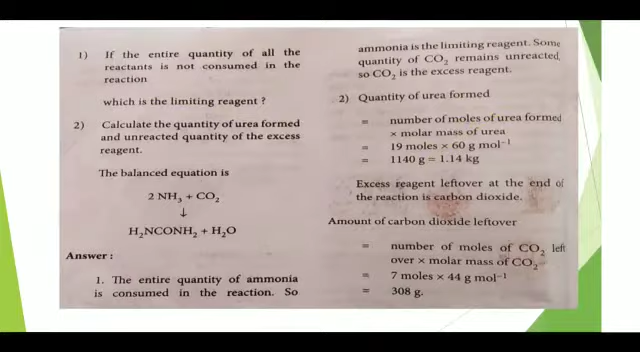 1) If the entire quantity of all the
reactants is not consumed in the
reaction
which is the limiting reagent ?
2) Calculate the quantity of urea formed
and unreacted quantity of the excess
reagent.
The balanced equation is
2 NH₃ + CO₂
↓
H₂NCONH₂ + H₂O
Answer :
1. The entire quantity of ammonia
is consumed in the reaction. So
ammonia is the limiting reagent. Some
quantity of CO₂ remains unreacted,
so CO₂ is the excess reagent.
2) Quantity of urea formed
= number of moles of urea formed
× molar mass of urea
= 19 moles × 60 g mol⁻¹
= 1140 g = 1.14 kg
Excess reagent leftover at the end of
the reaction is carbon dioxide.
Amount of carbon dioxide leftover
= number of moles of CO₂ left
over × molar mass of CO₂
= 7 moles × 44 g mol⁻¹
= 308 g.